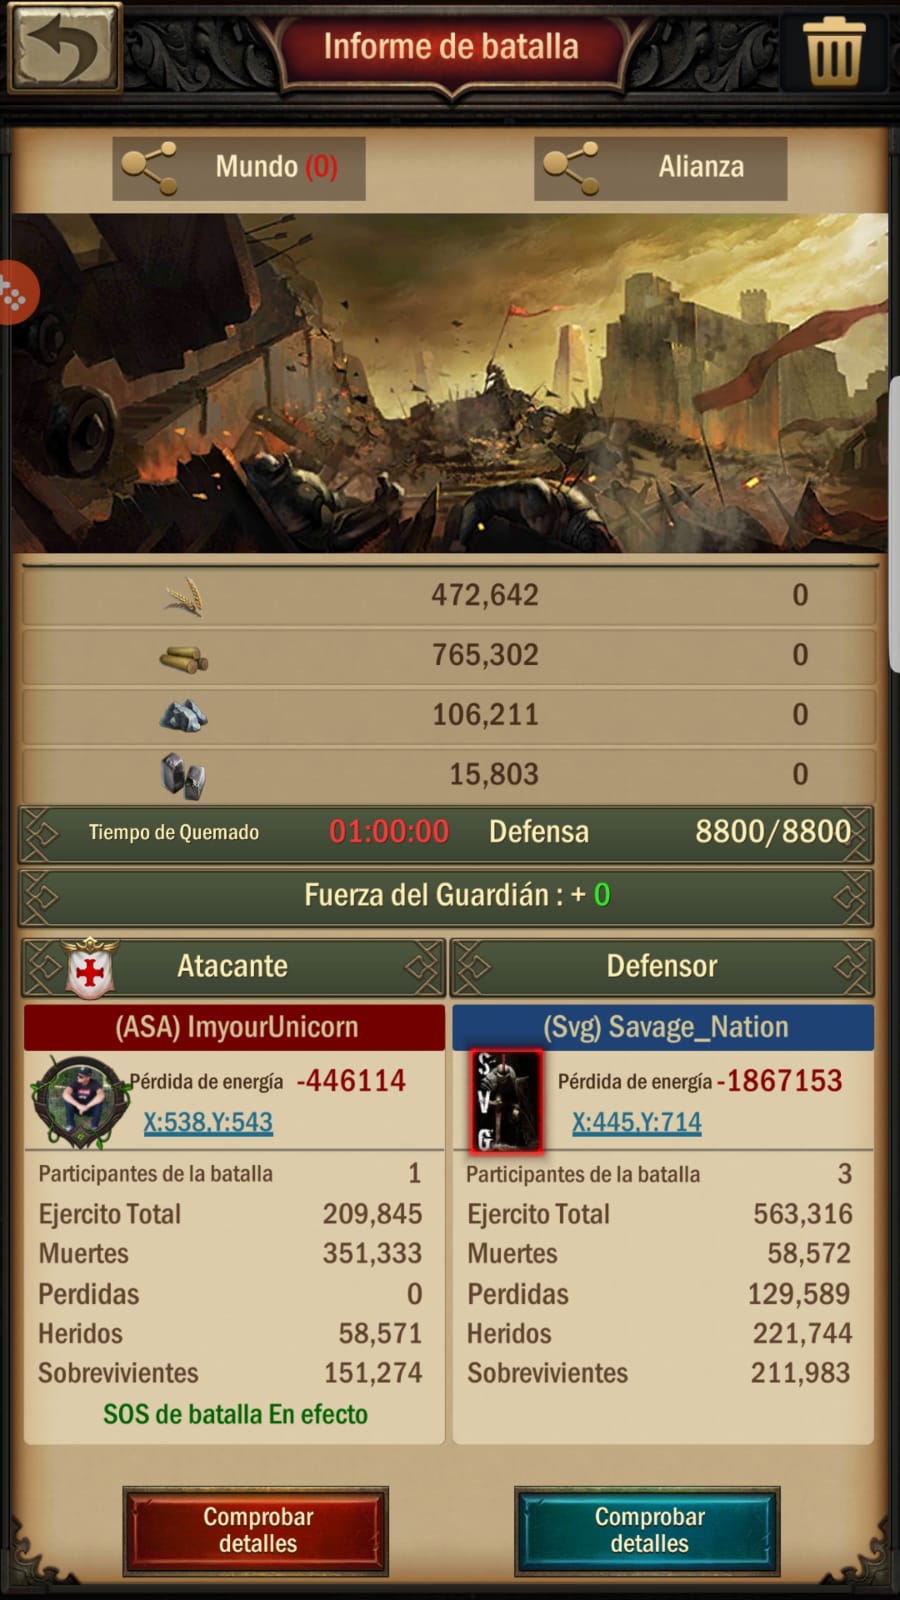 Informe de batalla
Mundo (0)
Alianza
472,642 0
765,302 0
106,211 0
15,803 0
Tiempo de Quemado 01:00:00 Defensa 8800/8800
Fuerza del Guardián : + 0
Atacante
Defensor
(ASA) ImyourUnicorn
(Svg) Savage_Nation
Pérdida de energía -446114
X:538,Y:543
SVG
Pérdida de energía -1867153
X:445,Y:714
Participantes de la batalla 1
Ejercito Total 209,845
Muertes 351,333
Perdidas 0
Heridos 58,571
Sobrevivientes 151,274
SOS de batalla En efecto
Participantes de la batalla 3
Ejercito Total 563,316
Muertes 58,572
Perdidas 129,589
Heridos 221,744
Sobrevivientes 211,983
Comprobar
detalles
Comprobar
detalles